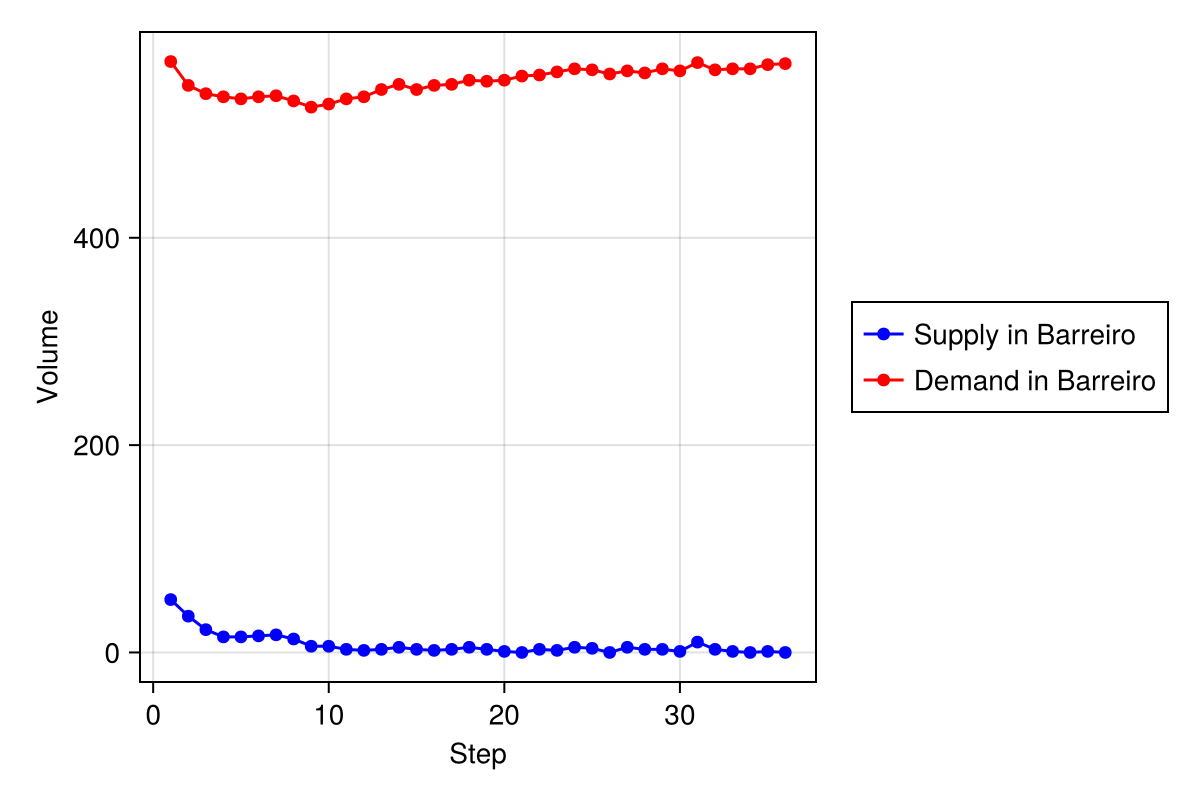 Volume
400
200
0
0 10 20 30
Step
Supply in Barreiro
Demand in Barreiro